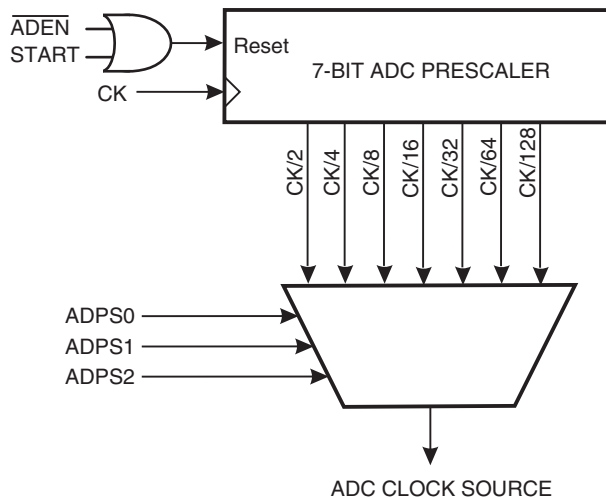 ADEN
START
Reset
7-BIT ADC PRESCALER
CK
CK/2
CK/4
CK/8
CK/16
CK/32
CK/64
CK/128
ADPS0
ADPS1
ADPS2
ADC CLOCK SOURCE